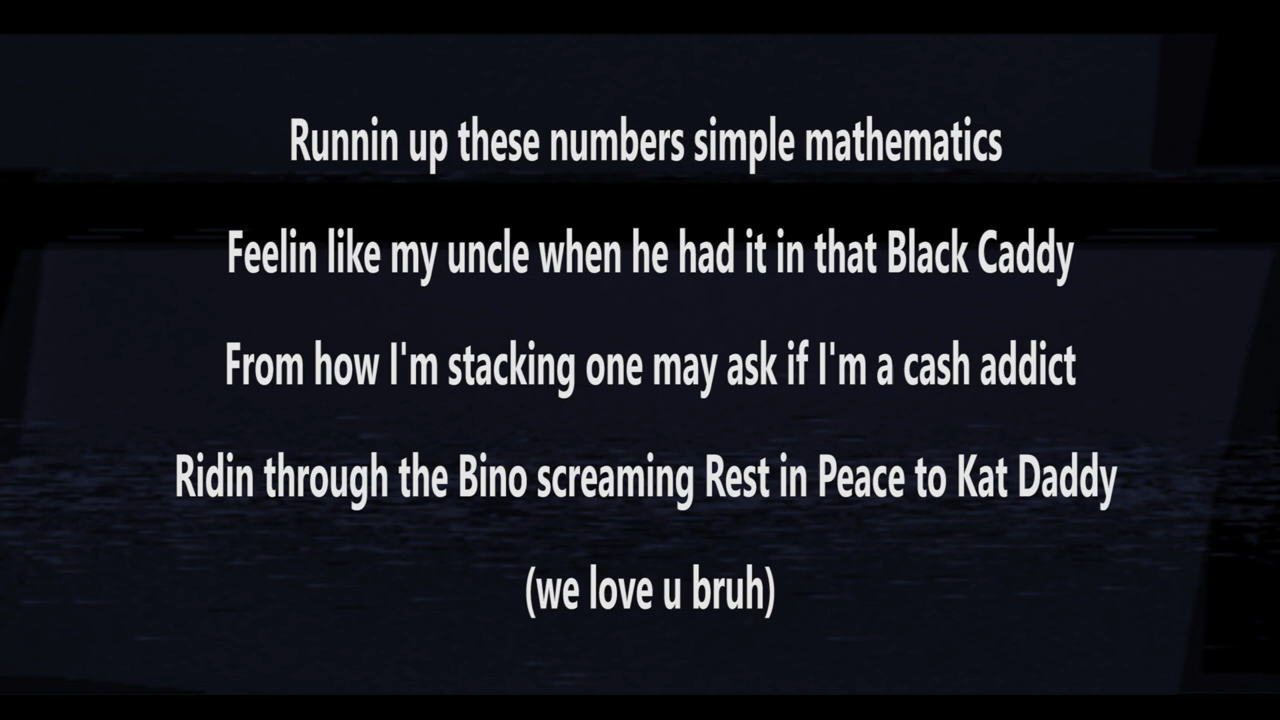 Runnin up these numbers simple mathematics
Feelin like my uncle when he had it in that Black Caddy
From how I'm stacking one may ask if I'm a cash addict
Ridin through the Bino screaming Rest in Peace to Kat Daddy
(we love u bruh)